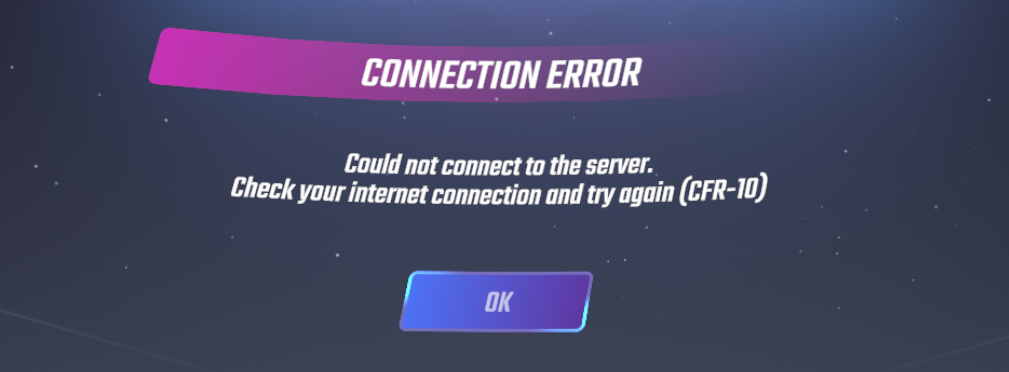 CONNECTION ERROR
Could not connect to the server.
Check your internet connection and try again (CFR-10)
OK